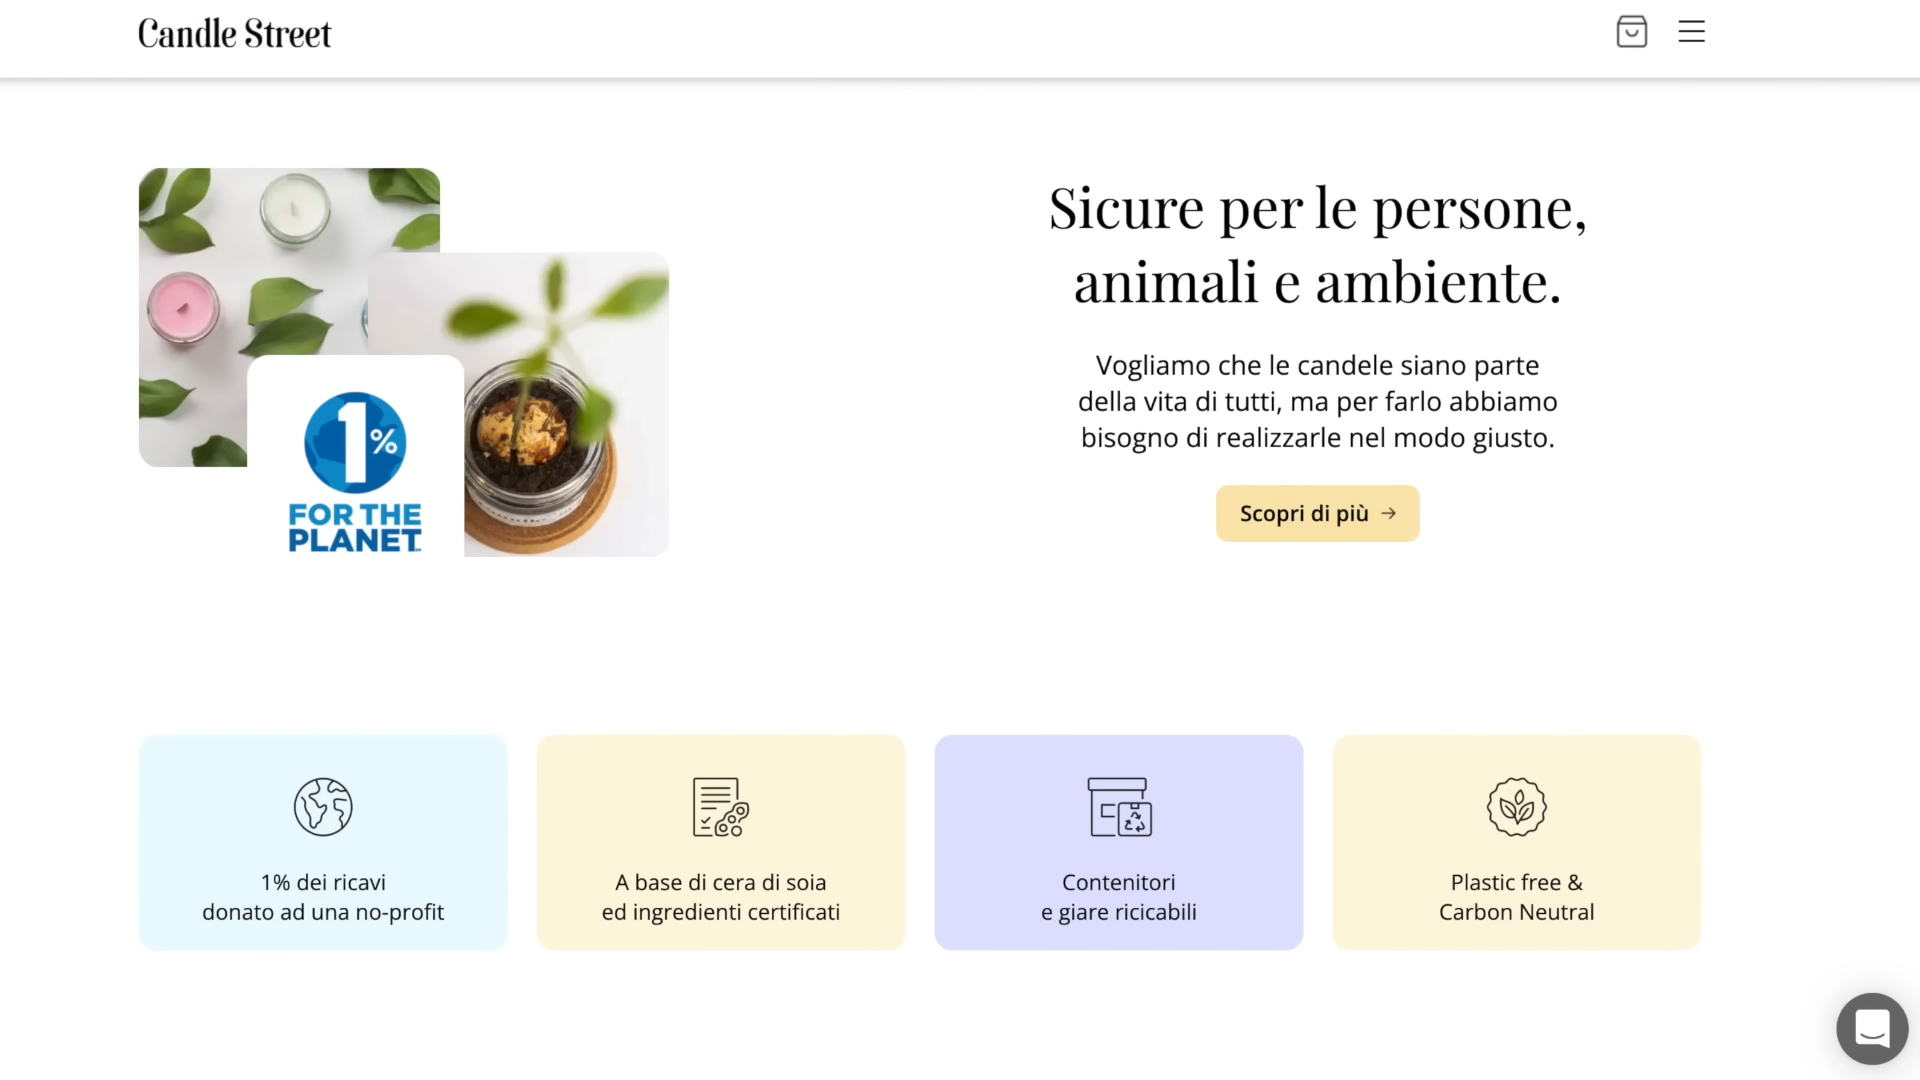 Candle Street
Sicure per le persone,
animali e ambiente.
Vogliamo che le candele siano parte
della vita di tutti, ma per farlo abbiamo
bisogno di realizzarle nel modo giusto.
Scopri di più →
1%
FOR THE
PLANET
1% dei ricavi
donato ad una no-profit
A base di cera di soia
ed ingredienti certificati
Contenitori
e giare ricicabili
Plastic free &
Carbon Neutral